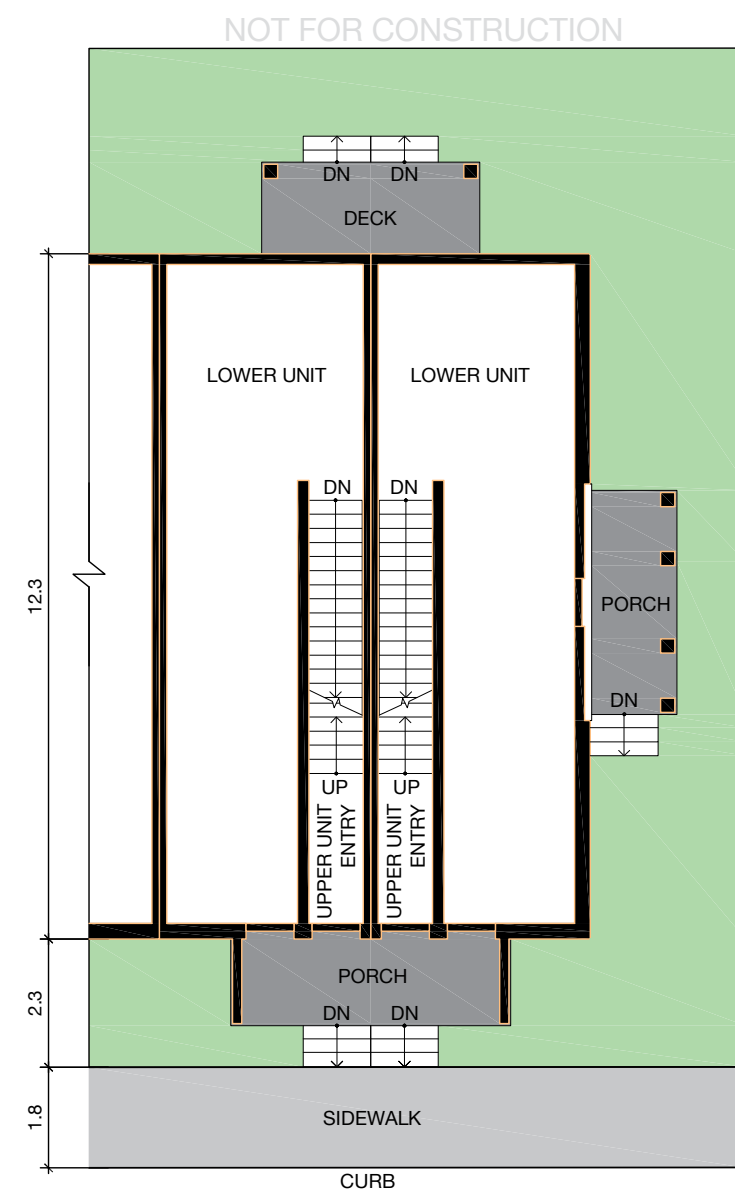 NOT FOR CONSTRUCTION
DN DN
DECK
LOWER UNIT LOWER UNIT
DN DN
12.3
PORCH
DN
UP UP
UPPER UNIT
ENTRY
UPPER UNIT
ENTRY
PORCH
2.3
DN DN
1.8
SIDEWALK
CURB